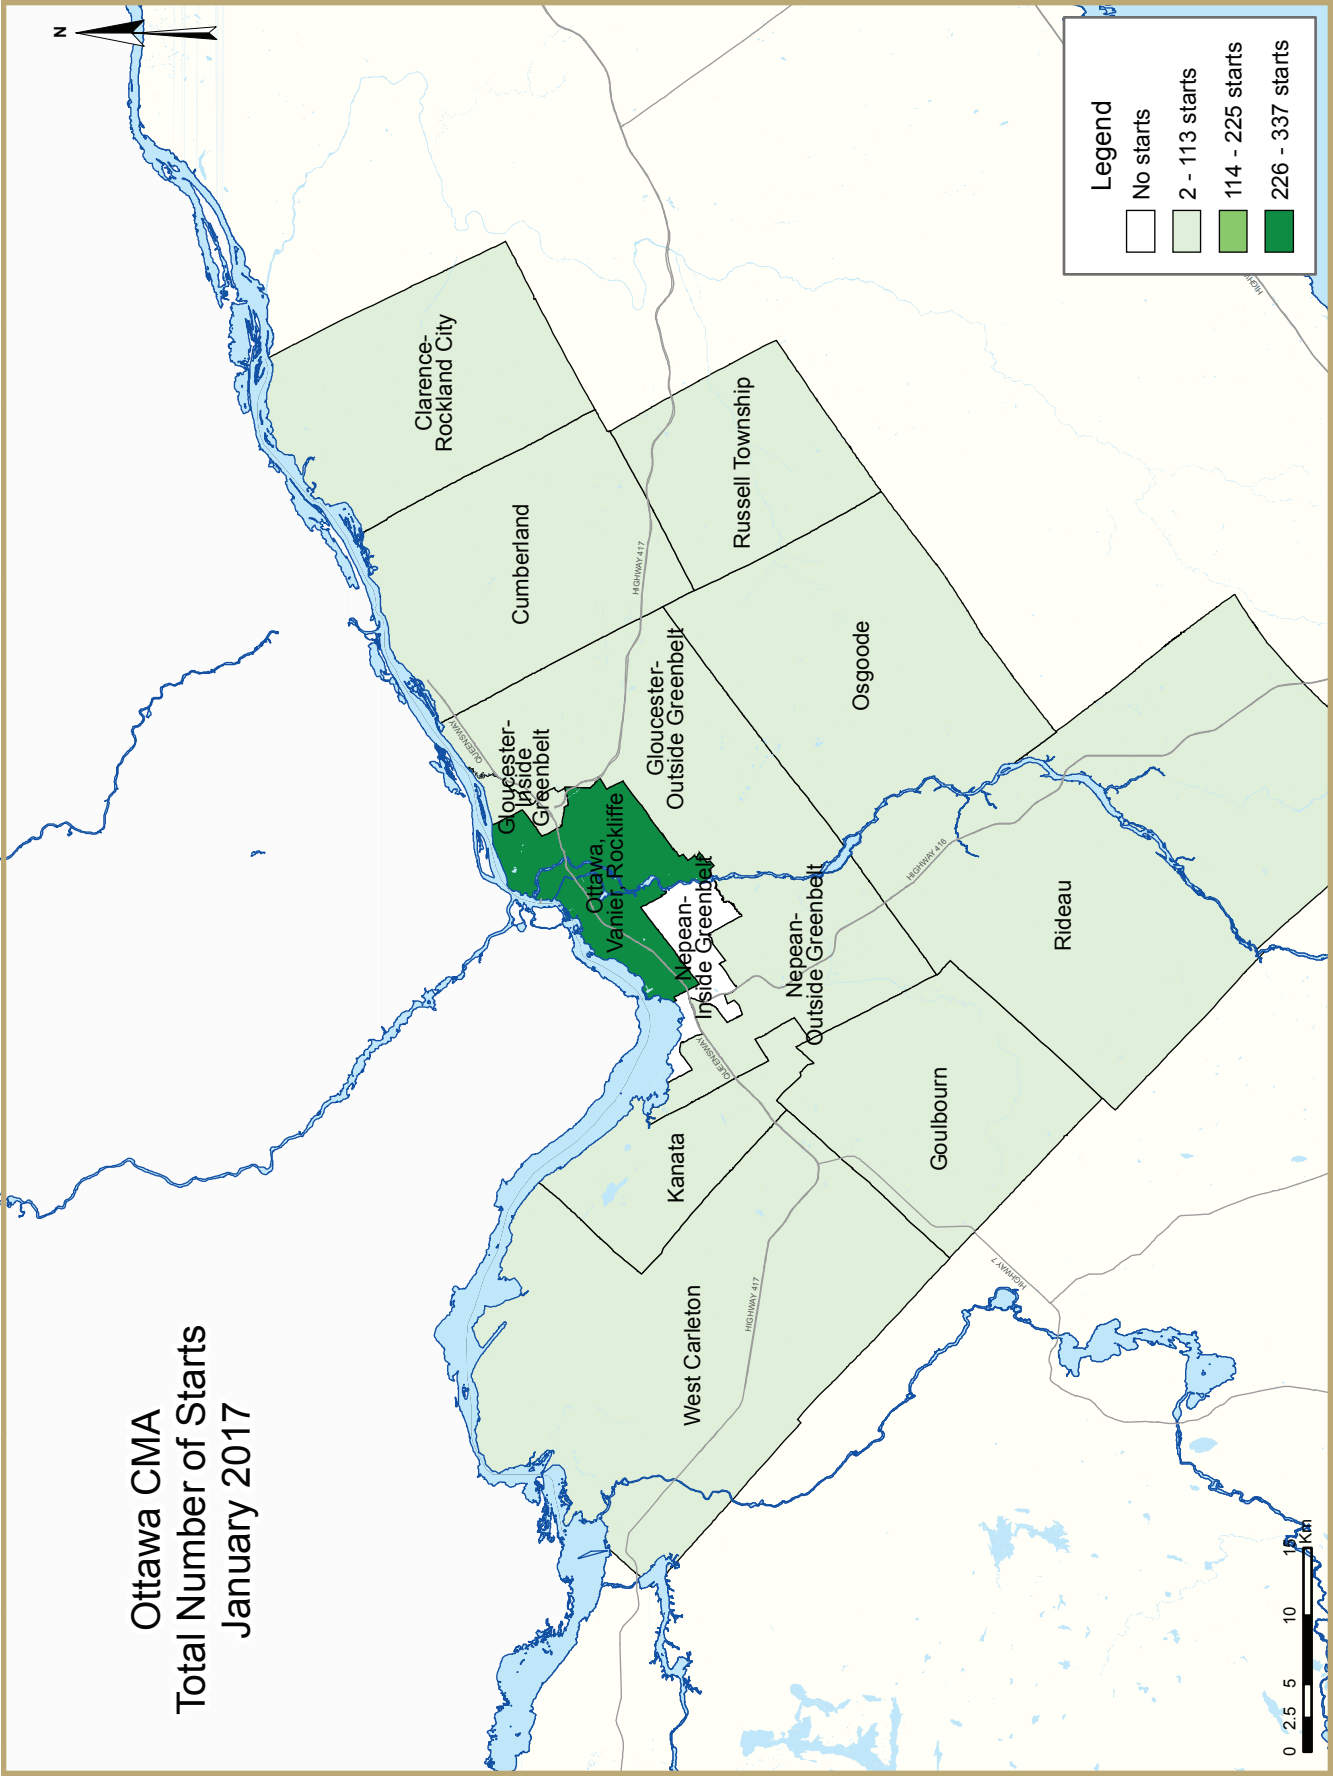 Ottawa CMA
Total Number of Starts
January 2017
N
Clarence-
Rockland City
Cumberland
Russell Township
HIGHWAY 417
QUEENSWAY
Gloucester-
Inside
Greenbelt
Gloucester-
Outside Greenbelt
Osgoode
Ottawa,
Vanier, Rockliffe
Nepean-
Inside Greenbelt
Nepean-
Outside Greenbelt
HIGHWAY 416
Rideau
QUEENSWAY
Kanata
Goulbourn
West Carleton
HIGHWAY 417
HIGHWAY 7
Legend
No starts
2 - 113 starts
114 - 225 starts
226 - 337 starts
0 2.5 5 10 15
Km